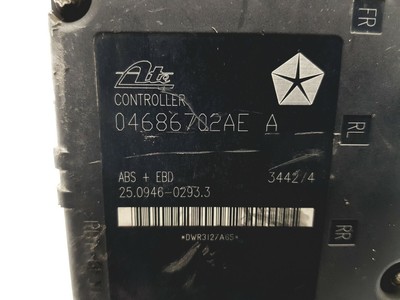 FR
Ate
CONTROLLER
04686702AE A
RL
ABS + EBD 3442/4
25.0946-0293.3
*DWR312/A65*
RR